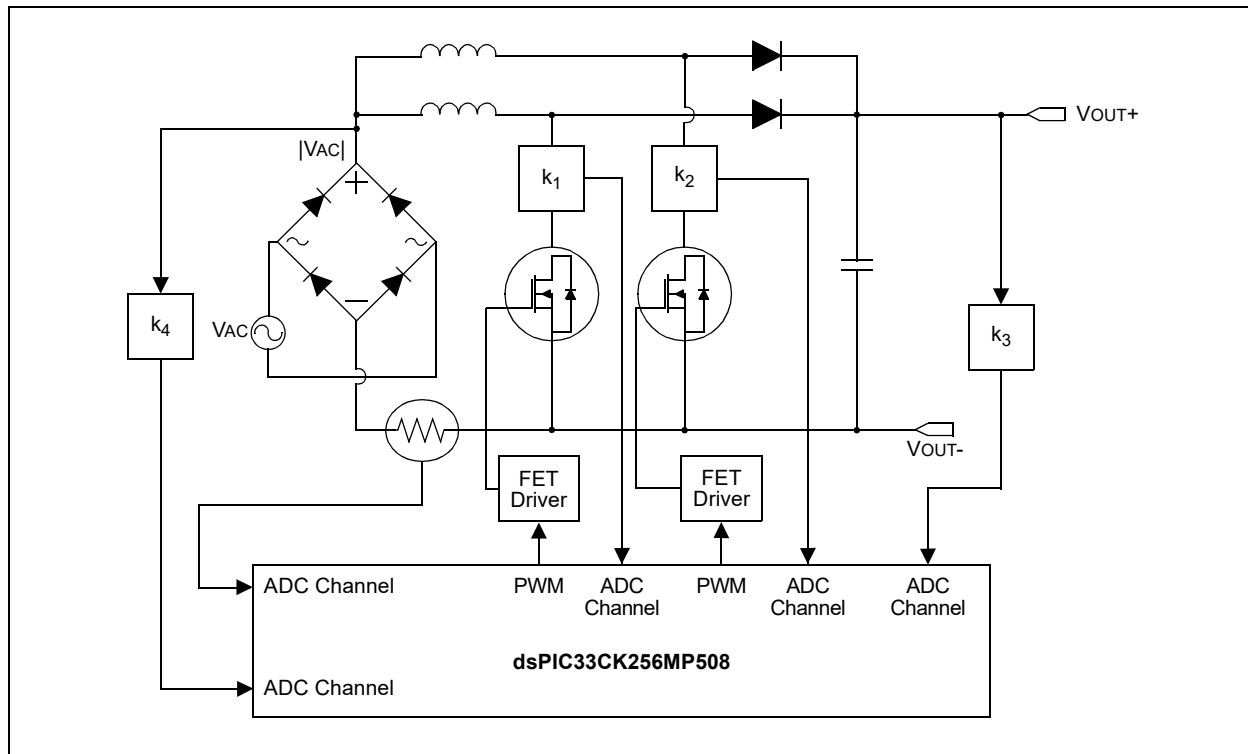 VOUT+
|VAC|
+
k1
k2
k4
VAC
−
k3
VOUT-
FET
Driver
FET
Driver
ADC Channel
PWM
ADC
Channel
PWM
ADC
Channel
ADC
Channel
dsPIC33CK256MP508
ADC Channel